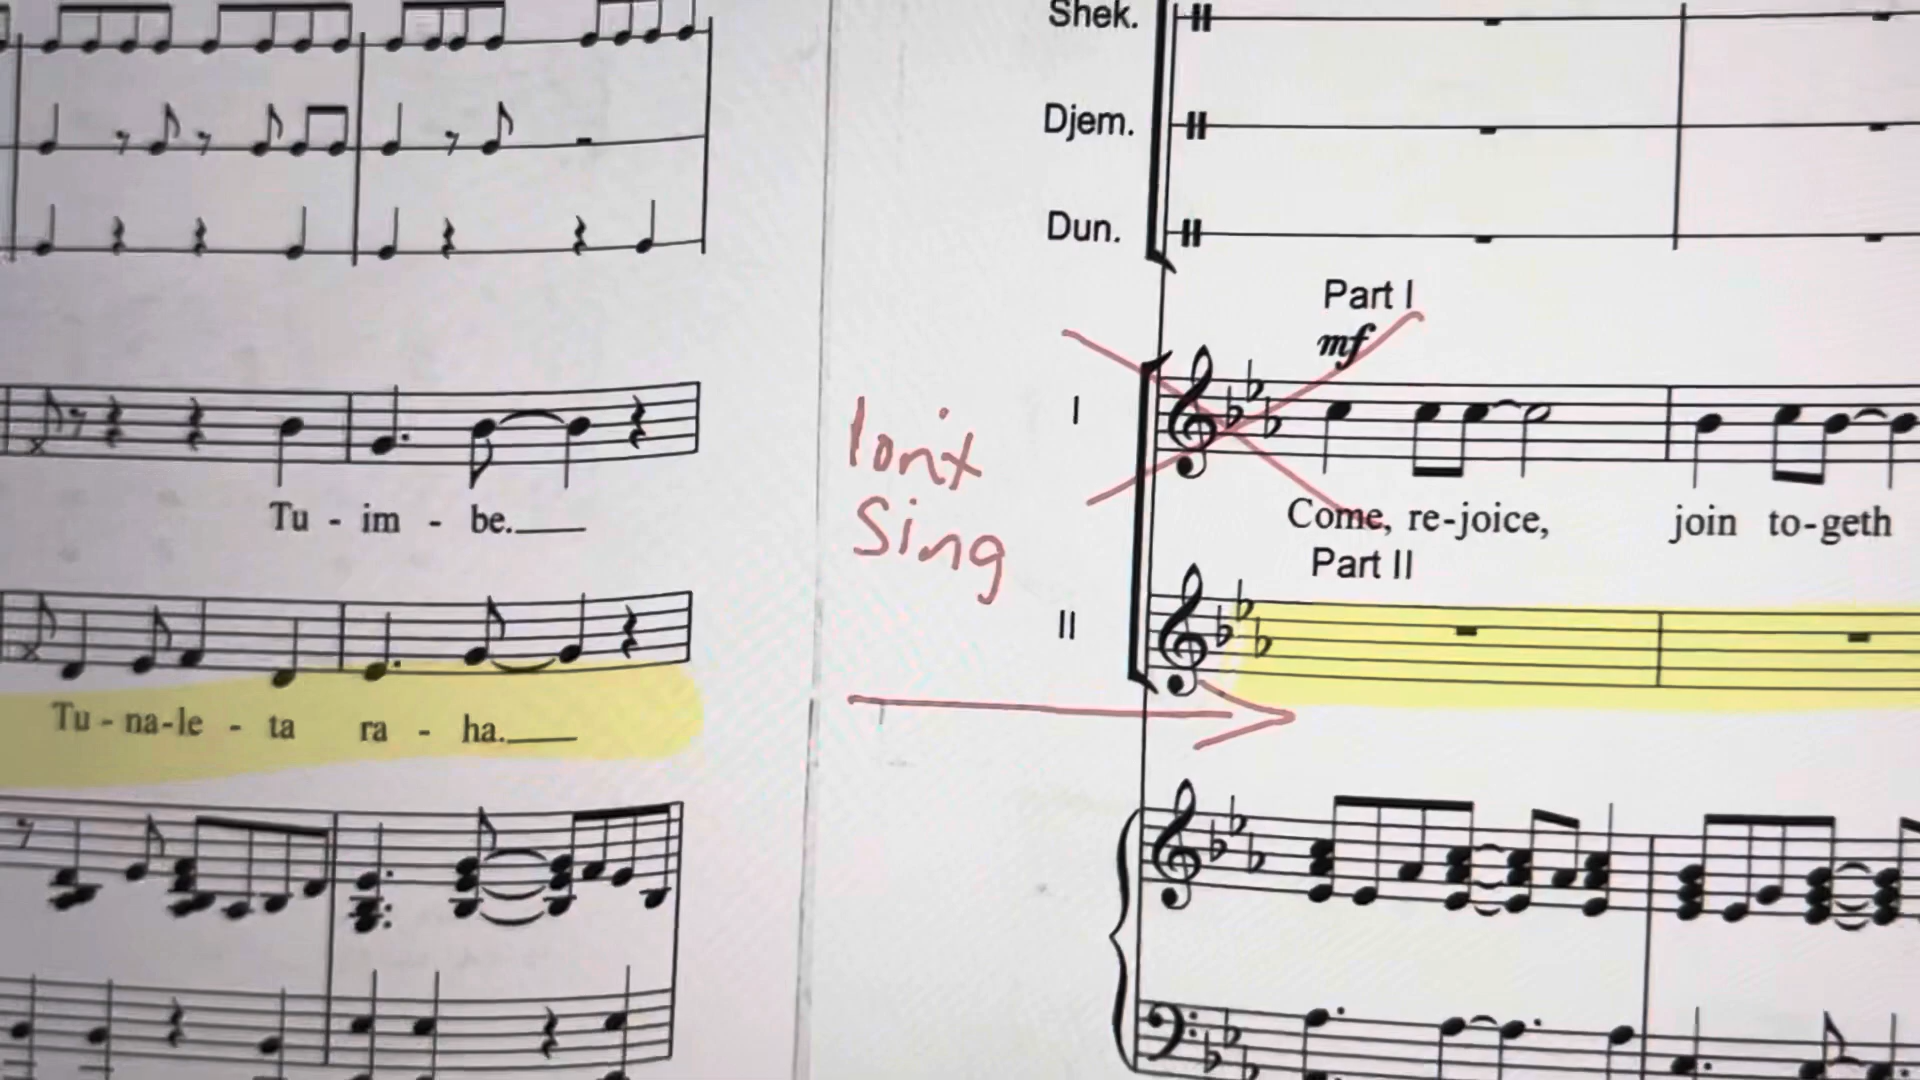 Tu - im - be.
Tu - na-le - ta ra - ha.
Shek.
Djem.
Dun.
Part I
mf
I
Come, re-joice, join to-geth
Part II
II
Sing